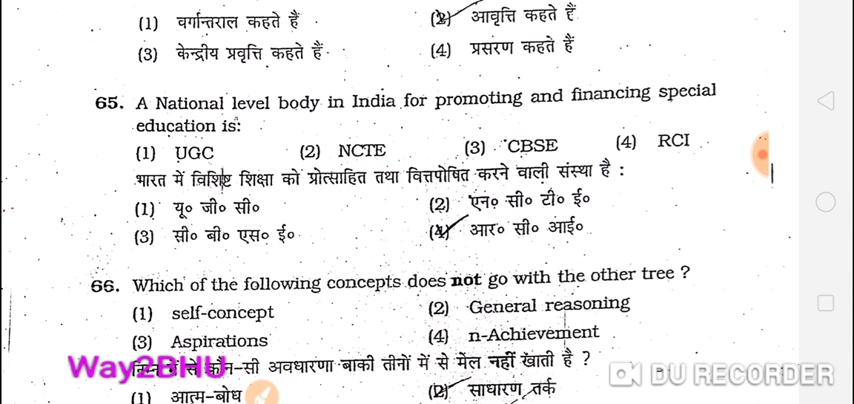 (1) वर्गान्तराल कहते हैं (2) आवृत्ति कहते हैं
(3) केन्द्रीय प्रवृत्ति कहते हैं (4) प्रसरण कहते हैं
65. A National level body in India for promoting and financing special
education is:
(1) UGC (2) NCTE (3) CBSE (4) RCI
भारत में विशिष्ट शिक्षा को प्रोत्साहित तथा वित्तपोषित करने वाली संस्था है :
(1) यू० जी० सी० (2) एन० सी० टी० ई०
(3) सी० बी० एस० ई० (4) आर० सी० आई०
66. Which of the following concepts does not go with the other tree ?
(1) self-concept (2) General reasoning
(3) Aspirations (4) n-Achievement
Way2BHU
में से कौन-सी अवधारणा बाकी तीनों में से मेल नहीं खाती है ?
DU RECORDER
(1) आत्म-बोध (2) साधारण तर्क